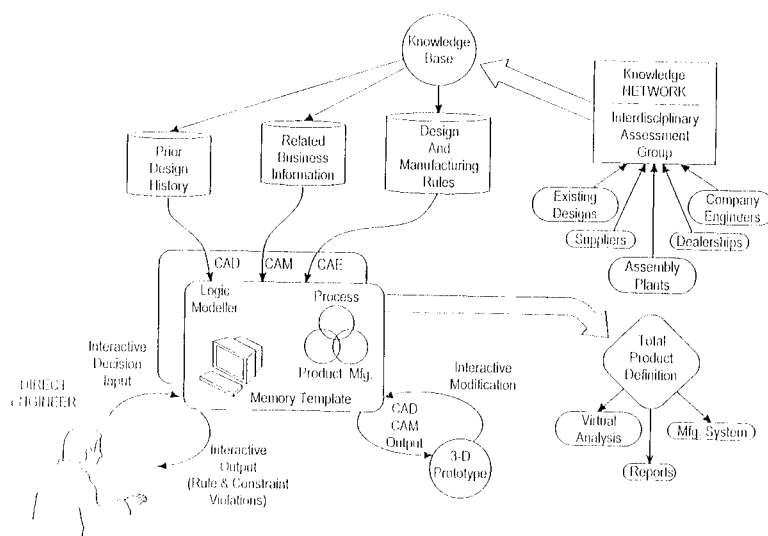 Knowledge
Base
Knowledge
NETWORK
Interdisciplinary
Assessment
Group
Prior
Design
History
Related
Business
Information
Design
And
Manufacturing
Rules
Existing
Designs
Company
Engineers
Suppliers
Dealerships
Assembly
Plants
CAD CAM CAE
Logic
Modeller
Process
Product Mfg.
Memory Template
Interactive
Decision
Input
DIRECT
ENGINEER
Interactive
Output
(Rule & Constraint
Violations)
Interactive
Modification
CAD
CAM
Output
3-D
Prototype
Total
Product
Definition
Virtual
Analysis
Mfg. System
Reports